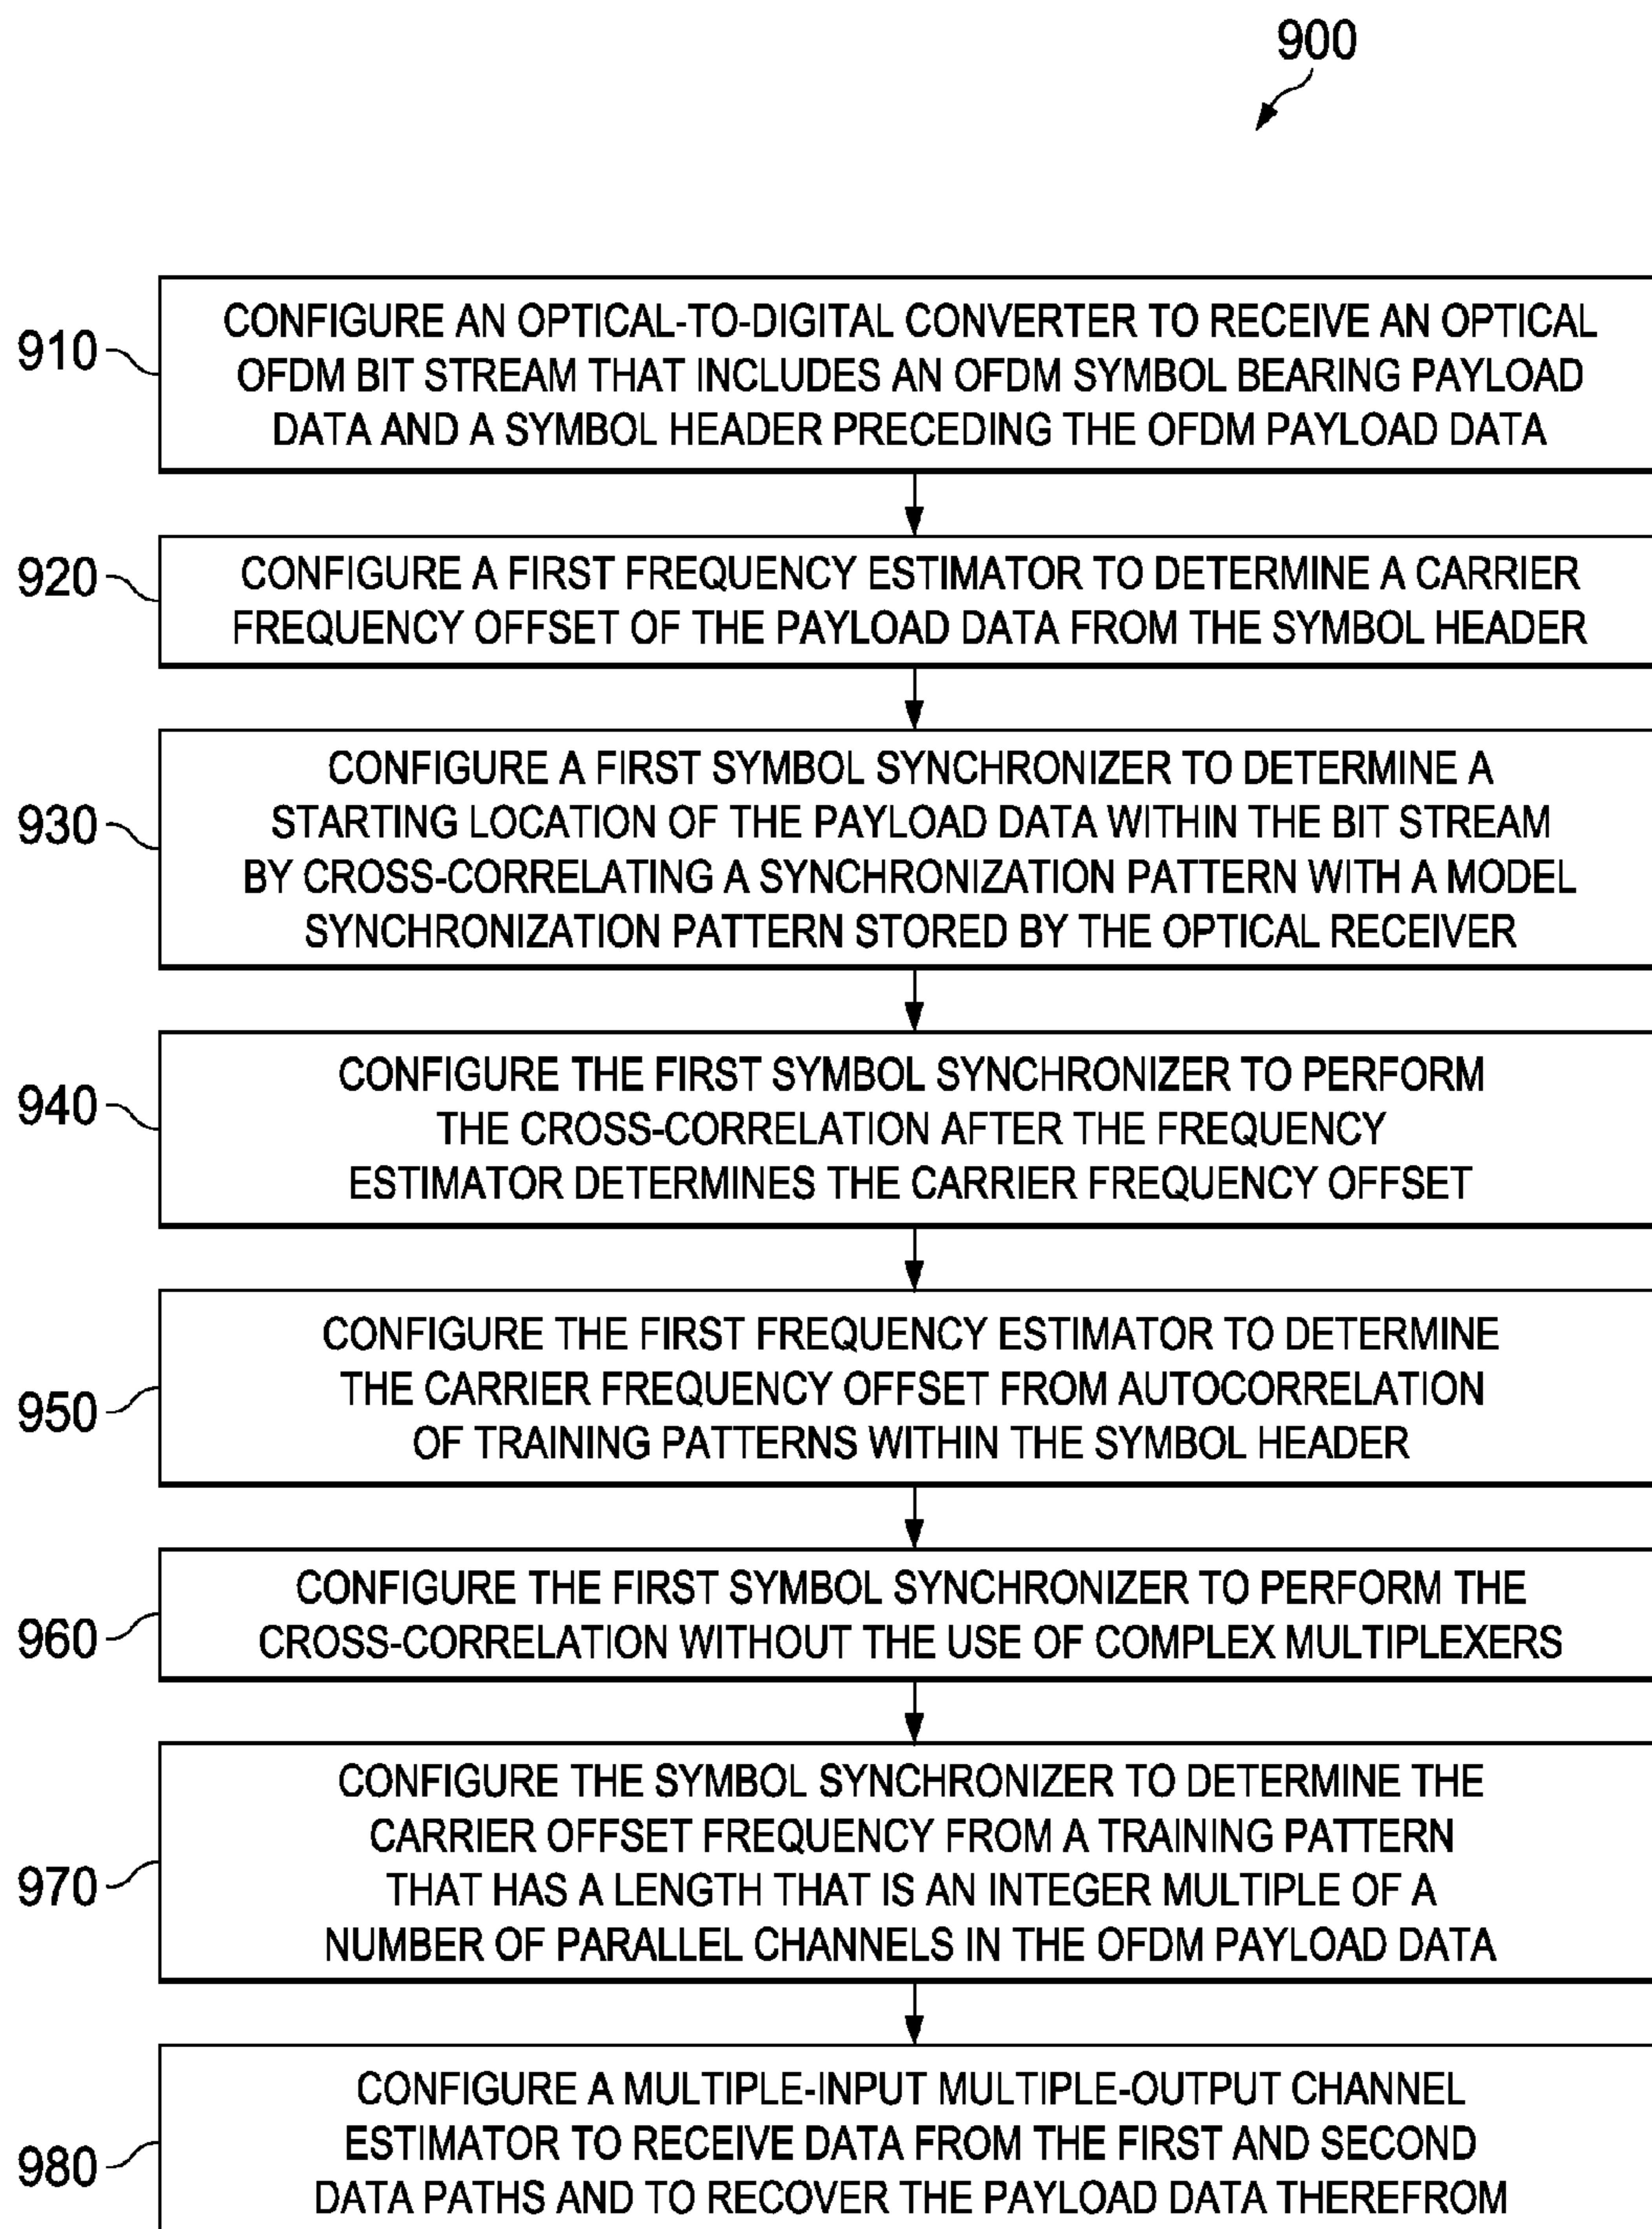 900
910
CONFIGURE AN OPTICAL-TO-DIGITAL CONVERTER TO RECEIVE AN OPTICAL
OFDM BIT STREAM THAT INCLUDES AN OFDM SYMBOL BEARING PAYLOAD
DATA AND A SYMBOL HEADER PRECEDING THE OFDM PAYLOAD DATA
920
CONFIGURE A FIRST FREQUENCY ESTIMATOR TO DETERMINE A CARRIER
FREQUENCY OFFSET OF THE PAYLOAD DATA FROM THE SYMBOL HEADER
930
CONFIGURE A FIRST SYMBOL SYNCHRONIZER TO DETERMINE A
STARTING LOCATION OF THE PAYLOAD DATA WITHIN THE BIT STREAM
BY CROSS-CORRELATING A SYNCHRONIZATION PATTERN WITH A MODEL
SYNCHRONIZATION PATTERN STORED BY THE OPTICAL RECEIVER
940
CONFIGURE THE FIRST SYMBOL SYNCHRONIZER TO PERFORM
THE CROSS-CORRELATION AFTER THE FREQUENCY
ESTIMATOR DETERMINES THE CARRIER FREQUENCY OFFSET
950
CONFIGURE THE FIRST FREQUENCY ESTIMATOR TO DETERMINE
THE CARRIER FREQUENCY OFFSET FROM AUTOCORRELATION
OF TRAINING PATTERNS WITHIN THE SYMBOL HEADER
960
CONFIGURE THE FIRST SYMBOL SYNCHRONIZER TO PERFORM THE
CROSS-CORRELATION WITHOUT THE USE OF COMPLEX MULTIPLEXERS
970
CONFIGURE THE SYMBOL SYNCHRONIZER TO DETERMINE THE
CARRIER OFFSET FREQUENCY FROM A TRAINING PATTERN
THAT HAS A LENGTH THAT IS AN INTEGER MULTIPLE OF A
NUMBER OF PARALLEL CHANNELS IN THE OFDM PAYLOAD DATA
980
CONFIGURE A MULTIPLE-INPUT MULTIPLE-OUTPUT CHANNEL
ESTIMATOR TO RECEIVE DATA FROM THE FIRST AND SECOND
DATA PATHS AND TO RECOVER THE PAYLOAD DATA THEREFROM